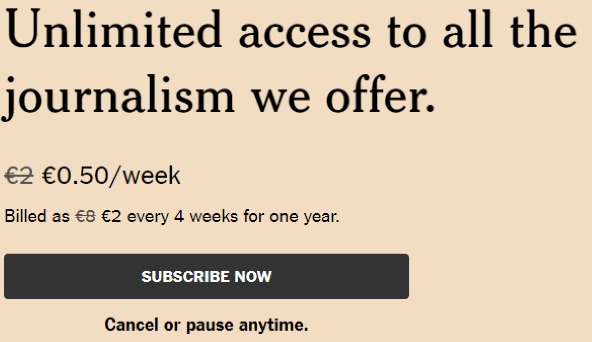 Unlimited access to all the
journalism we offer.
€2 €0.50/week
Billed as €8 €2 every 4 weeks for one year.
SUBSCRIBE NOW
Cancel or pause anytime.